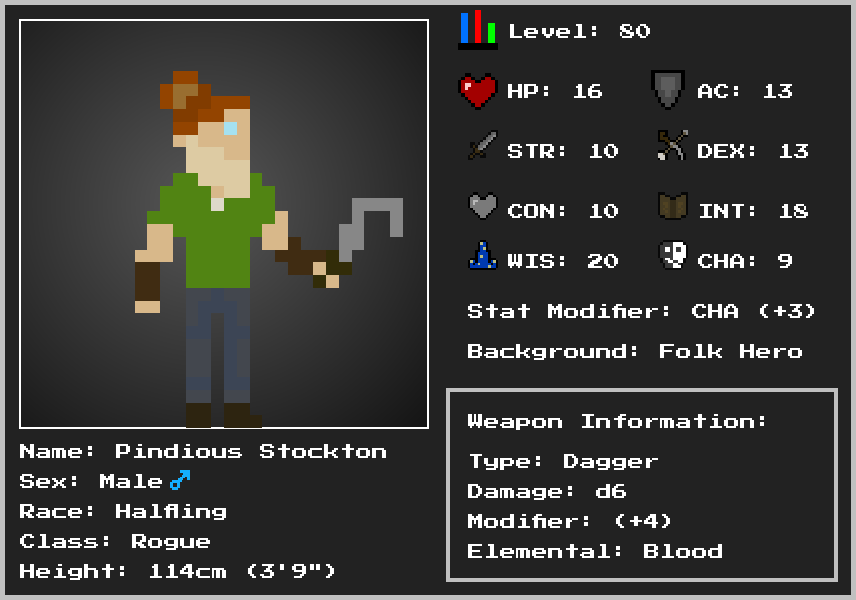 Level: 80
HP: 16 AC: 13
STR: 10 DEX: 13
CON: 10 INT: 18
WIS: 20 CHA: 9
Stat Modifier: CHA (+3)
Background: Folk Hero
Weapon Information:
Type: Dagger
Damage: d6
Modifier: (+4)
Elemental: Blood
Name: Pindious Stockton
Sex: Male ♂
Race: Halfling
Class: Rogue
Height: 114cm (3'9")